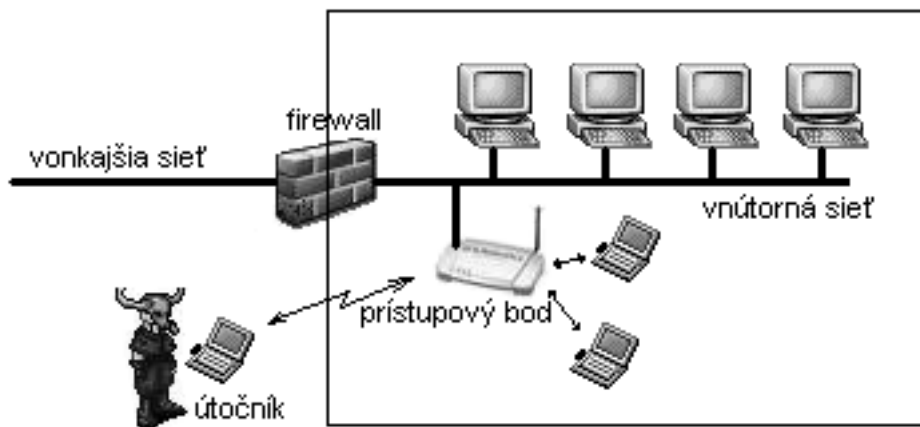 firewall
vonkajšia sieť
vnútorná sieť
prístupový bod
útočník